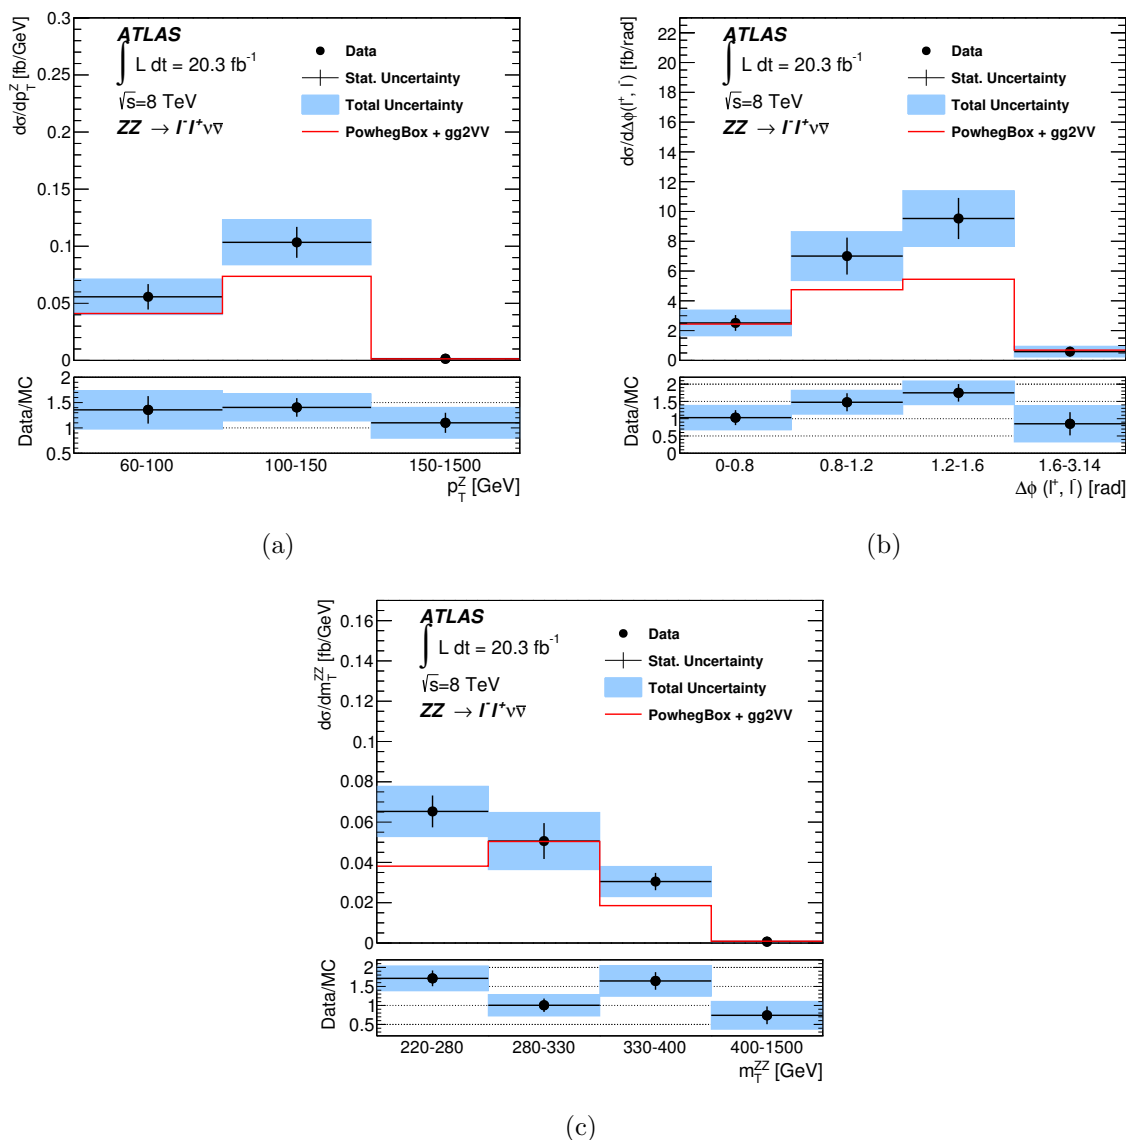 dσ/dp_T^Z [fb/GeV]
0.3
0.25
0.2
0.15
0.1
0.05
0
ATLAS
∫ L dt = 20.3 fb⁻¹
√s=8 TeV
ZZ → l⁻l⁺νν̅
Data
Stat. Uncertainty
Total Uncertainty
PowhegBox + gg2VV
Data/MC
2
1.5
1
0.5
60-100 100-150 150-1500
p_T^Z [GeV]
(a)
dσ/dΔϕ(l⁺, l⁻) [fb/rad]
22
20
18
16
14
12
10
8
6
4
2
0
ATLAS
∫ L dt = 20.3 fb⁻¹
√s=8 TeV
ZZ → l⁻l⁺νν̅
Data
Stat. Uncertainty
Total Uncertainty
PowhegBox + gg2VV
Data/MC
2
1.5
1
0.5
0
0-0.8 0.8-1.2 1.2-1.6 1.6-3.14
Δϕ (l⁺, l⁻) [rad]
(b)
dσ/dm_T^ZZ [fb/GeV]
0.16
0.14
0.12
0.1
0.08
0.06
0.04
0.02
0
ATLAS
∫ L dt = 20.3 fb⁻¹
√s=8 TeV
ZZ → l⁻l⁺νν̅
Data
Stat. Uncertainty
Total Uncertainty
PowhegBox + gg2VV
Data/MC
2
1.5
1
0.5
220-280 280-330 330-400 400-1500
m_T^ZZ [GeV]
(c)